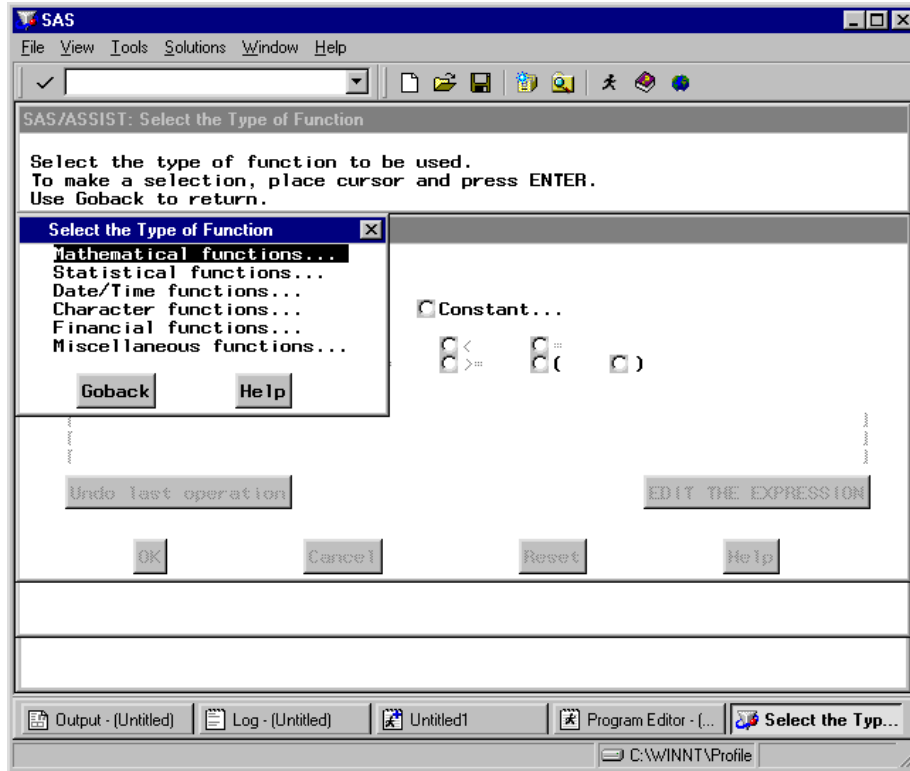 SAS
File View Tools Solutions Window Help
SAS/ASSIST: Select the Type of Function
Select the type of function to be used.
To make a selection, place cursor and press ENTER.
Use Goback to return.
Select the Type of Function
Mathematical functions...
Statistical functions...
Date/Time functions...
Character functions...
Financial functions...
Miscellaneous functions...
Goback Help
Constant...
< =
>= ( )
Undo last operation EDIT THE EXPRESSION
OK Cancel Reset Help
Output - (Untitled) Log - (Untitled) Untitled1 Program Editor - (... Select the Typ...
C:\WINNT\Profile